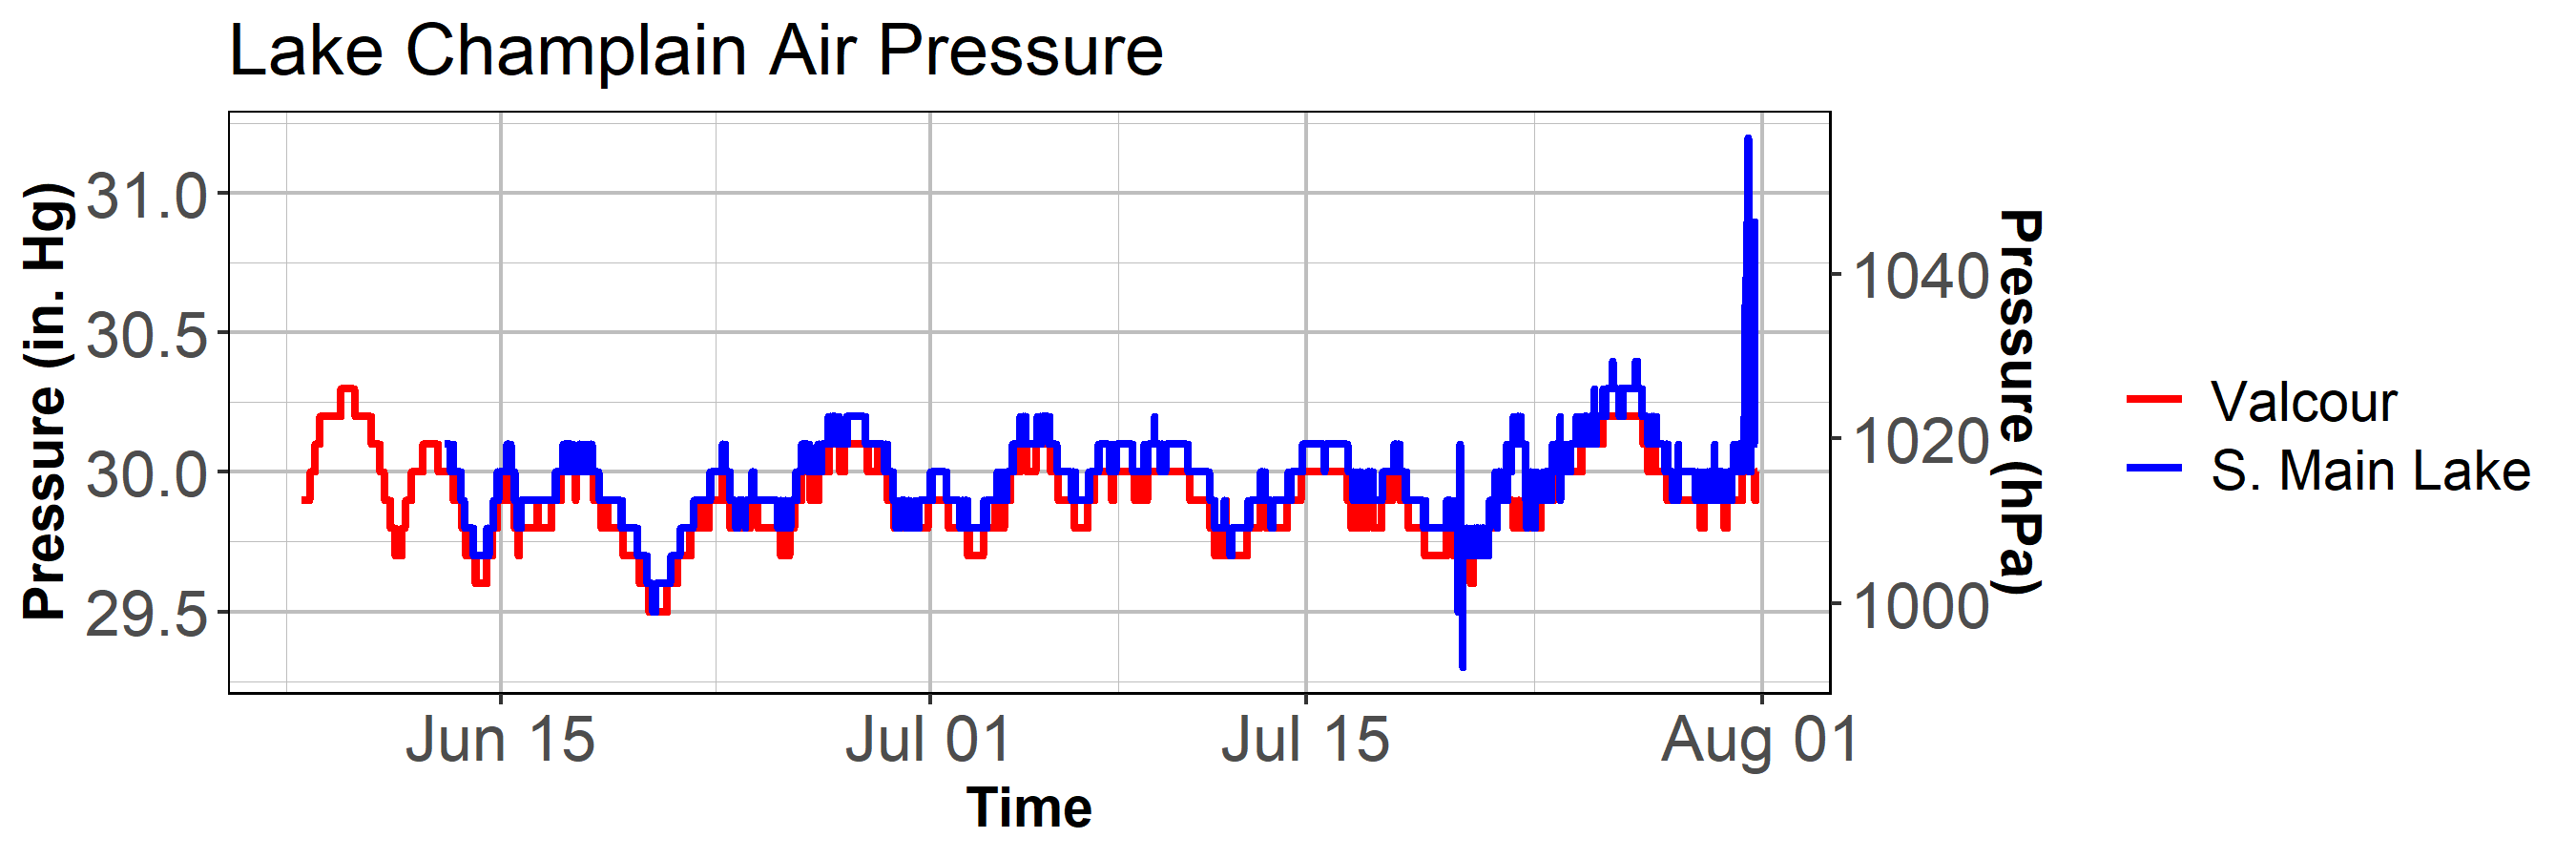 Lake Champlain Air Pressure
Pressure (in. Hg)
31.0
30.5
30.0
29.5
1040
1020
1000
Pressure (hPa)
Jun 15
Jul 01
Jul 15
Aug 01
Time
Valcour
S. Main Lake